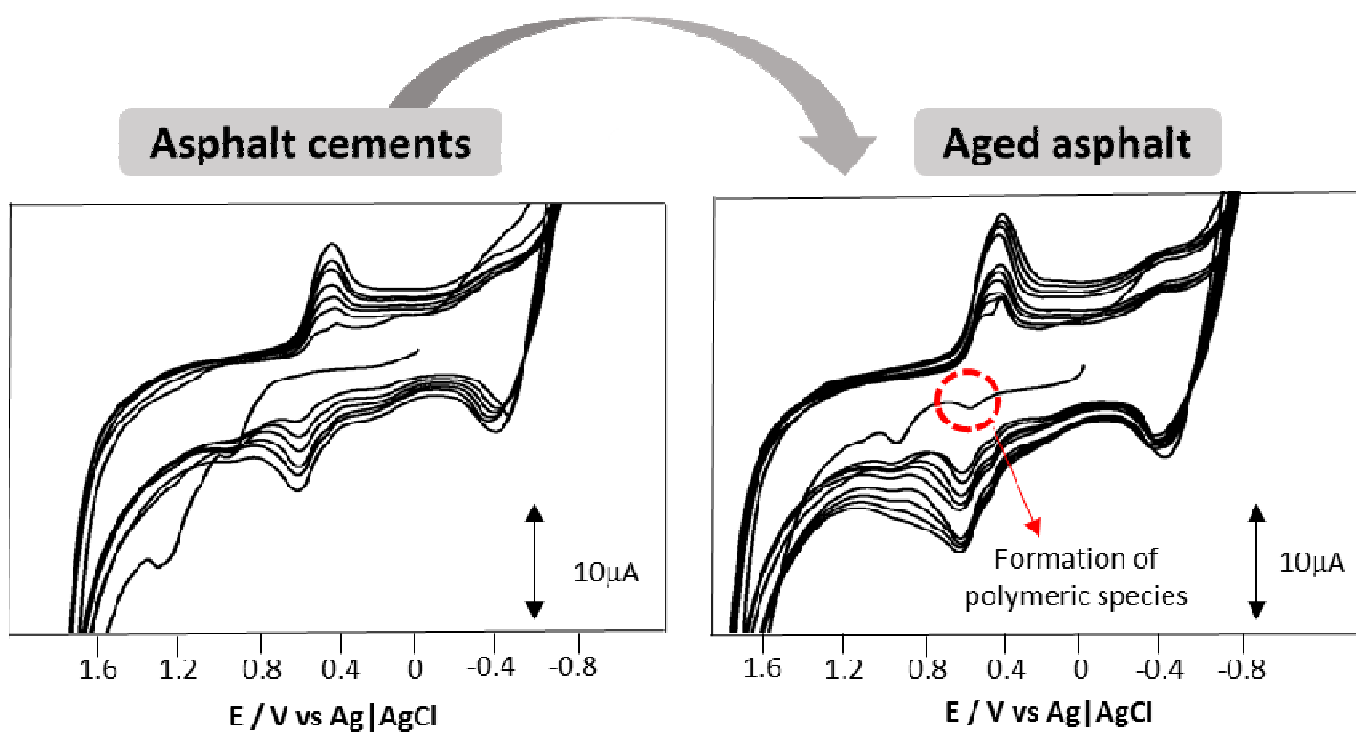 Asphalt cements
Aged asphalt
10μA
Formation of
polymeric species
10μA
1.6 1.2 0.8 0.4 0 -0.4 -0.8
E / V vs Ag|AgCl
1.6 1.2 0.8 0.4 0 -0.4 -0.8
E / V vs Ag|AgCl